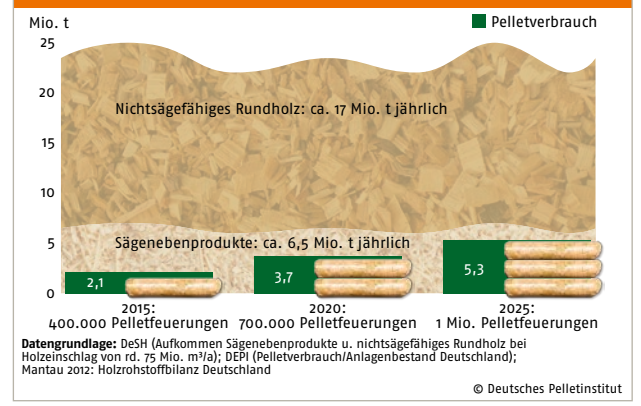 Mio. t
Pelletverbrauch
25
20
Nichtsägefähiges Rundholz: ca. 17 Mio. t jährlich
15
10
5
Sägenebenprodukte: ca. 6,5 Mio. t jährlich
2,1
3,7
5,3
0
2015:
400.000 Pelletfeuerungen
2020:
700.000 Pelletfeuerungen
2025:
1 Mio. Pelletfeuerungen
Datengrundlage: DeSH (Aufkommen Sägenebenprodukte u. nichtsägefähiges Rundholz bei
Holzeinschlag von rd. 75 Mio. m³/a); DEPI (Pelletverbrauch/Anlagenbestand Deutschland);
Mantau 2012: Holzrohstoffbilanz Deutschland
© Deutsches Pelletinstitut